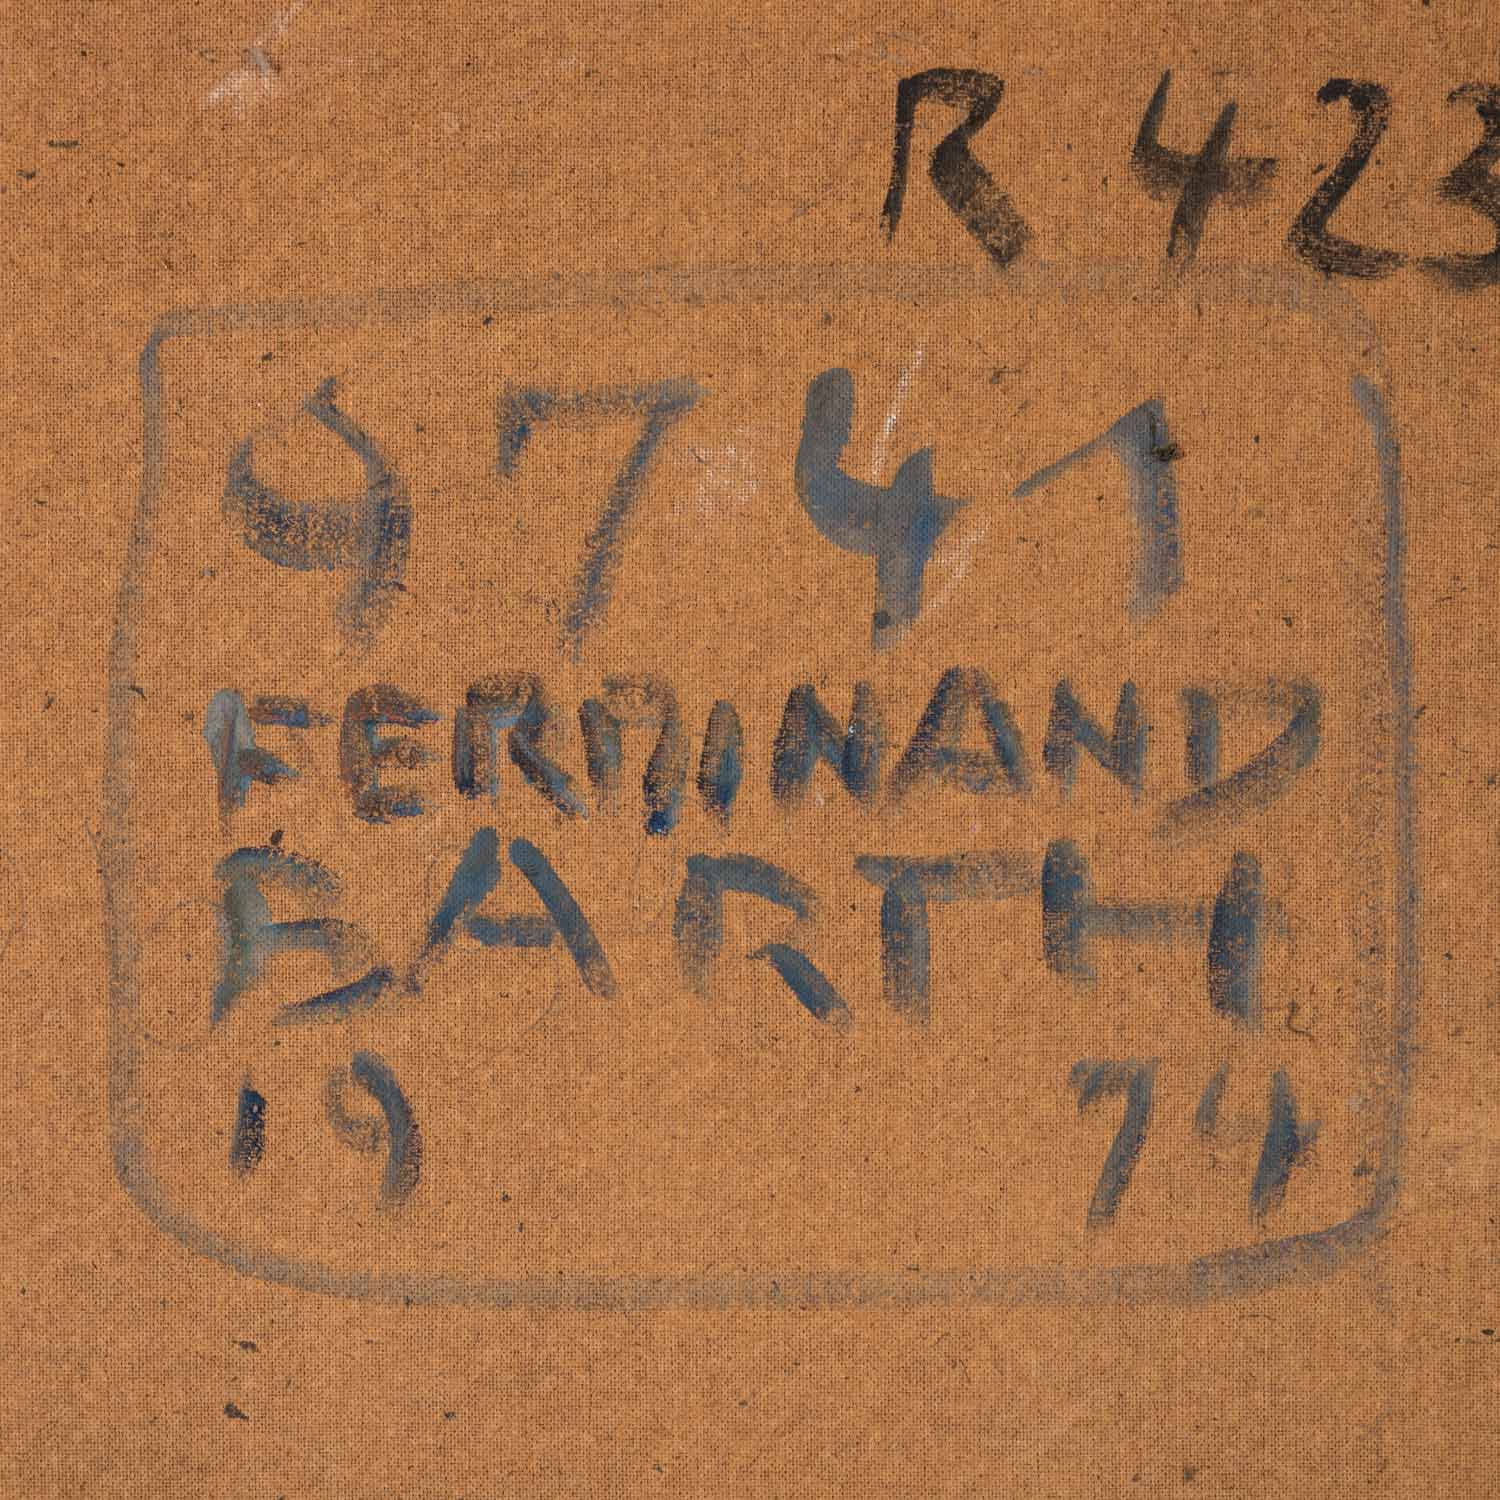 R 423
9741
FERDINAND
BARTH
19 74